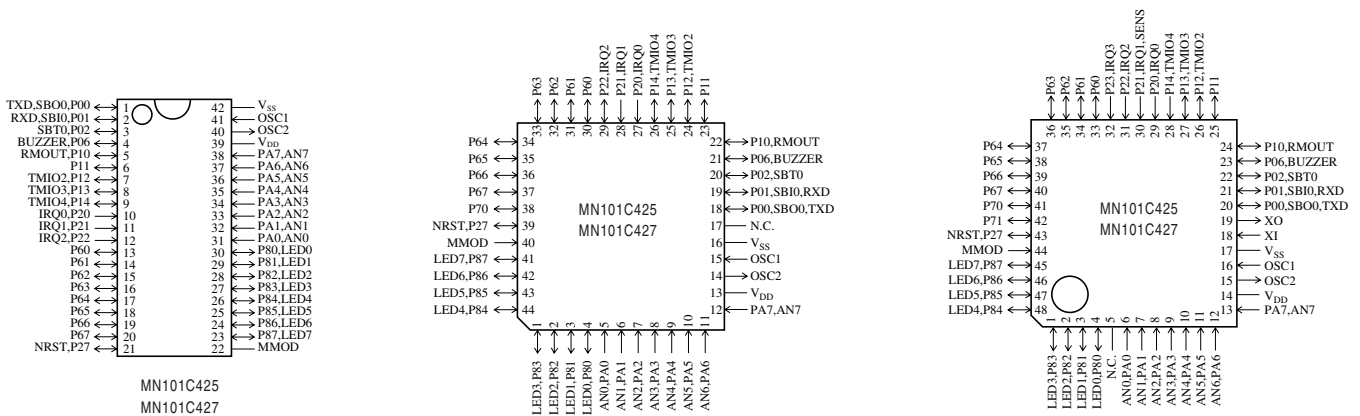 TXD,SBO0,P00 1 42 VSS
RXD,SBI0,P01 2 41 OSC1
SBT0,P02 3 40 OSC2
BUZZER,P06 4 39 VDD
RMOUT,P10 5 38 PA7,AN7
P11 6 37 PA6,AN6
TMIO2,P12 7 36 PA5,AN5
TMIO3,P13 8 35 PA4,AN4
TMIO4,P14 9 34 PA3,AN3
IRQ0,P20 10 33 PA2,AN2
IRQ1,P21 11 32 PA1,AN1
IRQ2,P22 12 31 PA0,AN0
P60 13 30 P80,LED0
P61 14 29 P81,LED1
P62 15 28 P82,LED2
P63 16 27 P83,LED3
P64 17 26 P84,LED4
P65 18 25 P85,LED5
P66 19 24 P86,LED6
P67 20 23 P87,LED7
NRST,P27 21 22 MMOD
MN101C425
MN101C427
P63 P62 P61 P60 P22,IRQ2 P21,IRQ1 P20,IRQ0 P14,TMIO4 P13,TMIO3 P12,TMIO2 P11
33 32 31 30 29 28 27 26 25 24 23
P64 34 22 P10,RMOUT
P65 35 21 P06,BUZZER
P66 36 20 P02,SBT0
P67 37 19 P01,SBI0,RXD
P70 38 18 P00,SBO0,TXD
NRST,P27 39 17 N.C.
MMOD 40 16 VSS
LED7,P87 41 15 OSC1
LED6,P86 42 14 OSC2
LED5,P85 43 13 VDD
LED4,P84 44 12 PA7,AN7
MN101C425
MN101C427
1 2 3 4 5 6 7 8 9 10 11
LED3,P83 LED2,P82 LED1,P81 LED0,P80 AN0,PA0 AN1,PA1 AN2,PA2 AN3,PA3 AN4,PA4 AN5,PA5 AN6,PA6
P63 P62 P61 P60 P23,IRQ3 P22,IRQ2 P21,IRQ1,SENS P20,IRQ0 P14,TMIO4 P13,TMIO3 P12,TMIO2 P11
36 35 34 33 32 31 30 29 28 27 26 25
P64 37 24 P10,RMOUT
P65 38 23 P06,BUZZER
P66 39 22 P02,SBT0
P67 40 21 P01,SBI0,RXD
P70 41 20 P00,SBO0,TXD
P71 42 19 XO
NRST,P27 43 18 XI
MMOD 44 17 VSS
LED7,P87 45 16 OSC1
LED6,P86 46 15 OSC2
LED5,P85 47 14 VDD
LED4,P84 48 13 PA7,AN7
MN101C425
MN101C427
1 2 3 4 5 6 7 8 9 10 11 12
LED3,P83 LED2,P82 LED1,P81 LED0,P80 N.C. AN0,PA0 AN1,PA1 AN2,PA2 AN3,PA3 AN4,PA4 AN5,PA5 AN6,PA6